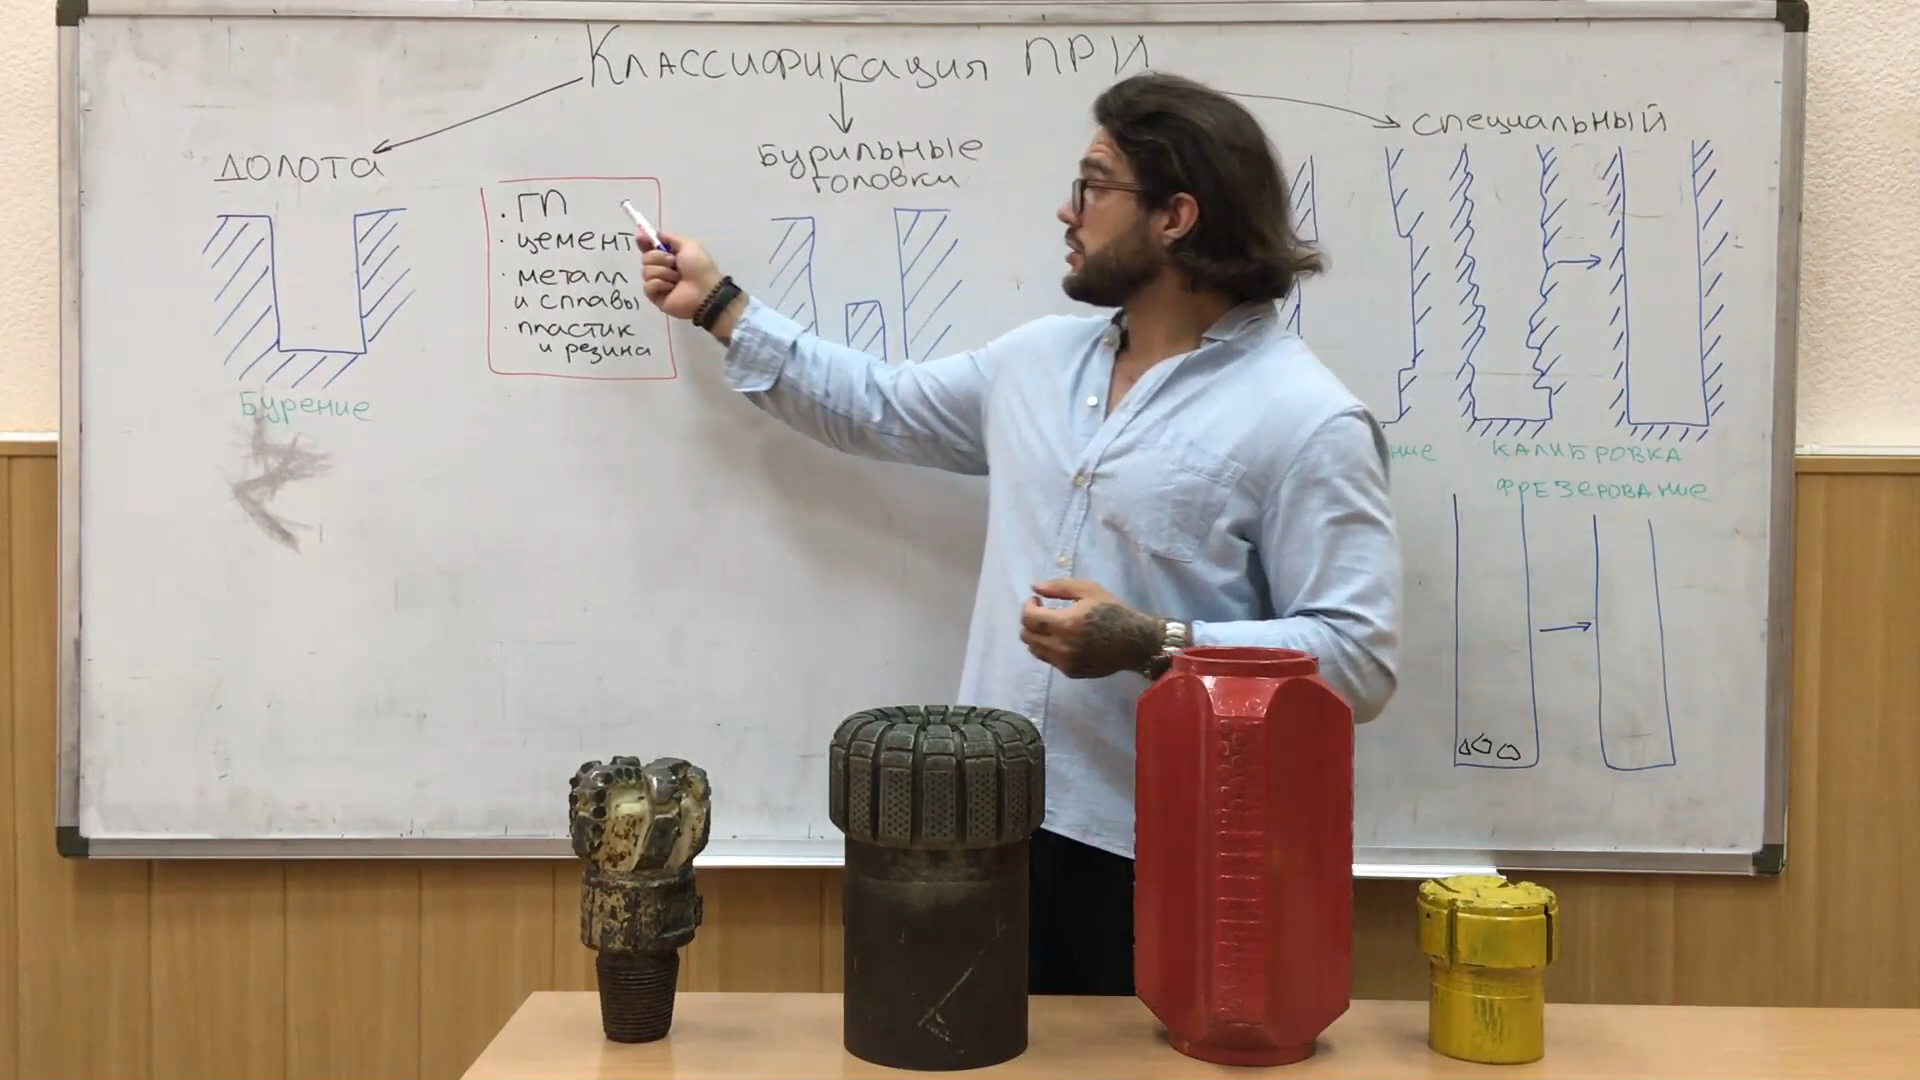 Классификация ПРИ
ДОЛОТА
Бурение
· ГП
· цемент
· металл
и сплавы
· пластик
и резина
Бурильные
головки
СПЕЦИАЛЬНЫЙ
КАЛИБРОВКА
ФРЕЗЕРОВАНИЕ